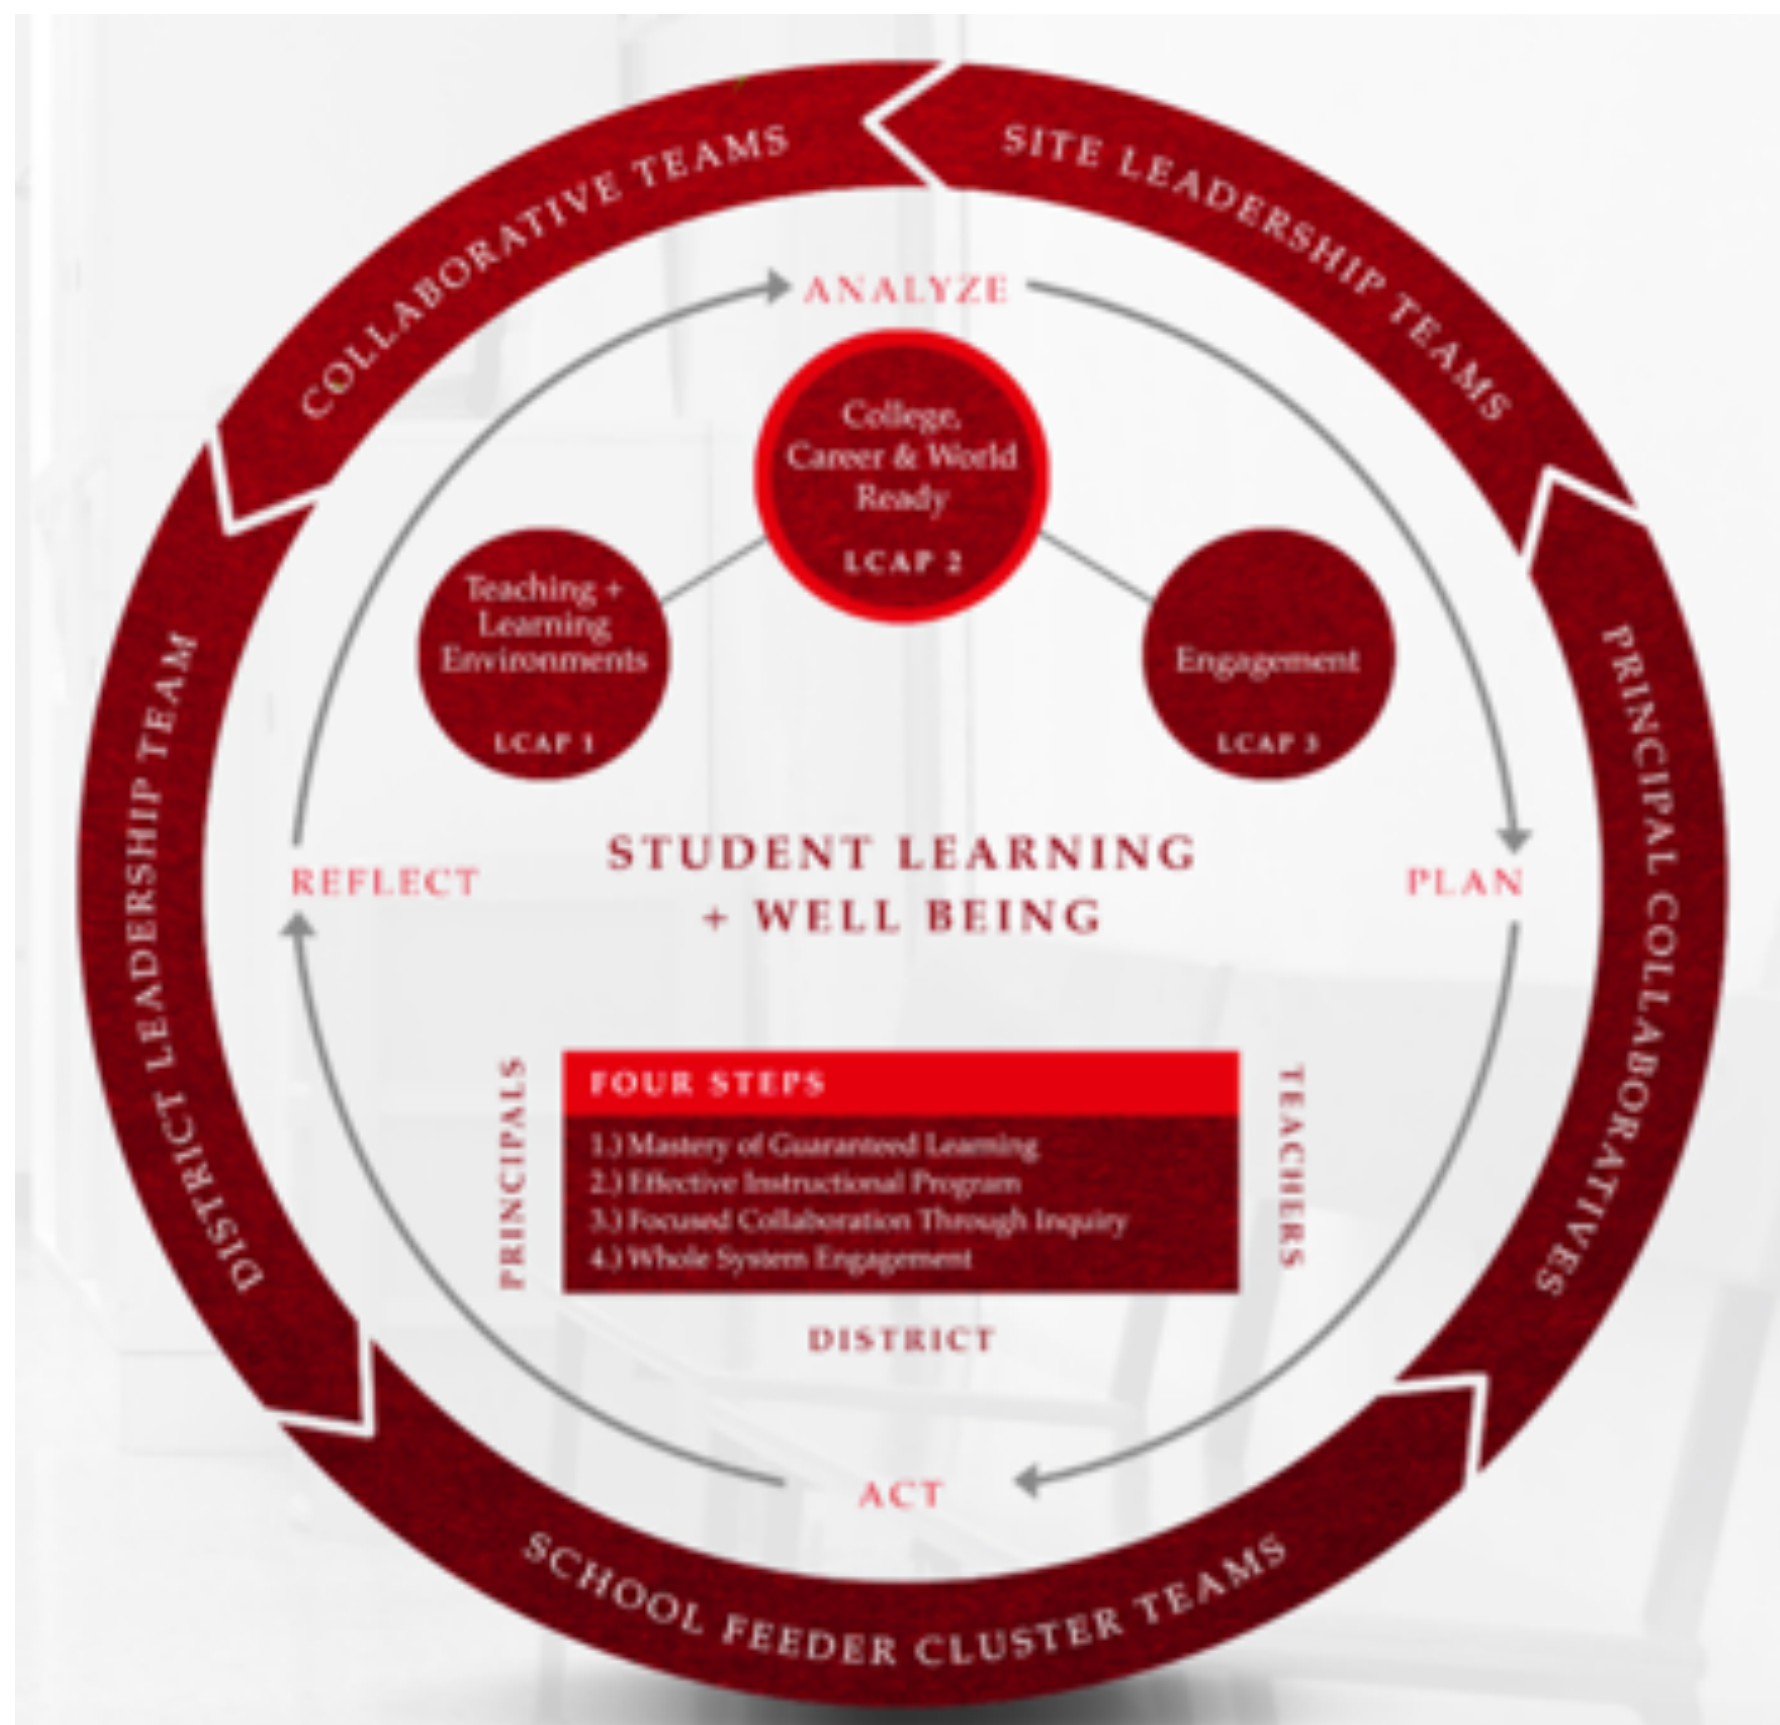 COLLABORATIVE TEAMS
SITE LEADERSHIP TEAMS
ANALYZE
College,
Career & World
Ready
LCAP 2
Teaching +
Learning
Environments
LCAP 1
Engagement
LCAP 3
DISTRICT LEADERSHIP TEAM
PRINCIPAL COLLABORATIVES
REFLECT
STUDENT LEARNING
+ WELL BEING
PLAN
PRINCIPALS
FOUR STEPS
1.) Mastery of Guaranteed Learning
2.) Effective Instructional Program
3.) Focused Collaboration Through Inquiry
4.) Whole System Engagement
TEACHERS
DISTRICT
ACT
SCHOOL FEEDER CLUSTER TEAMS